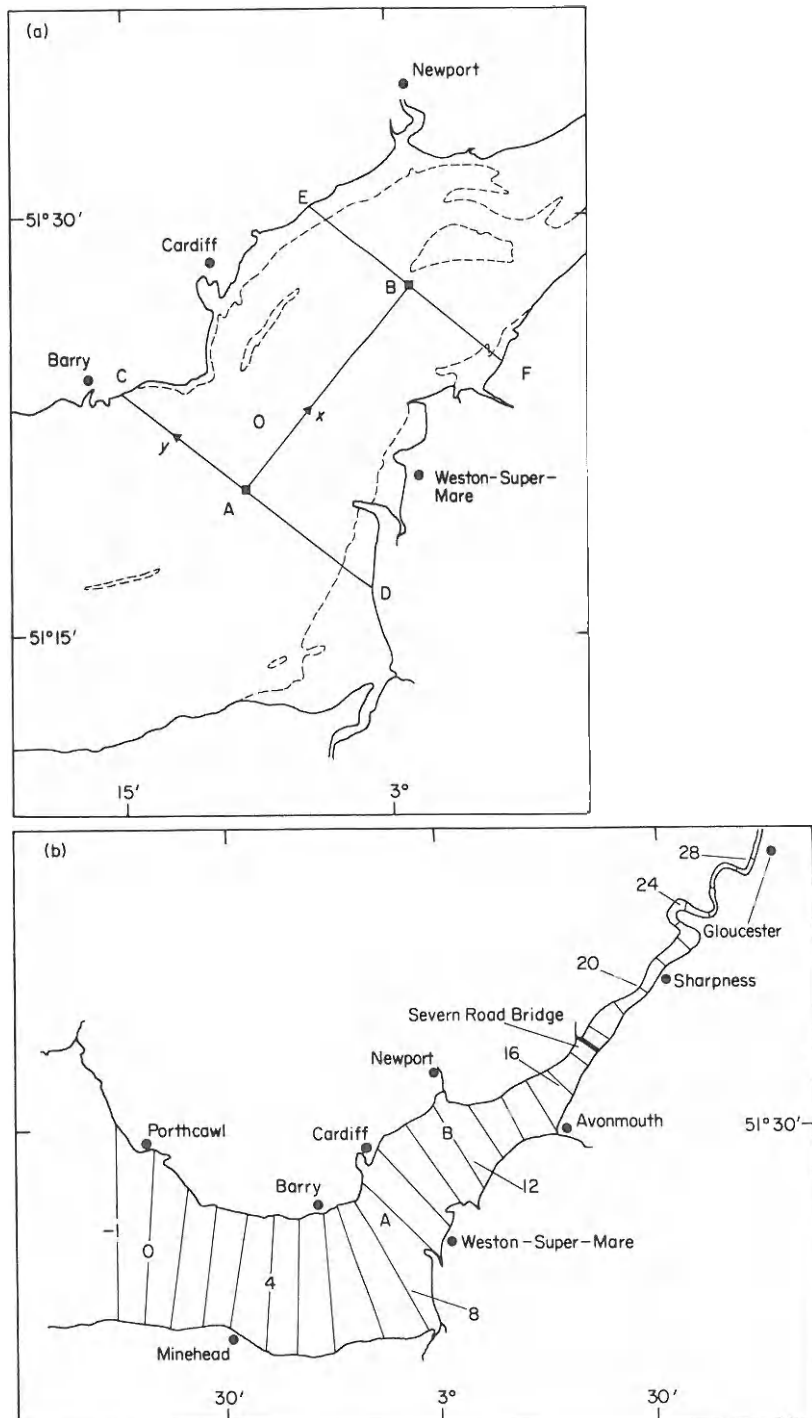 (a)
Newport
E
51° 30'
Cardiff
B
Barry
C
F
O
x
y
Weston-Super-
Mare
A
D
51° 15'
15'
3°
(b)
28
24
Gloucester
20
Sharpness
Severn Road Bridge
Newport
16
Porthcawl
Cardiff
B
Avonmouth
51° 30'
Barry
12
-1
A
0
Weston-Super-Mare
4
8
Minehead
30'
3°
30'